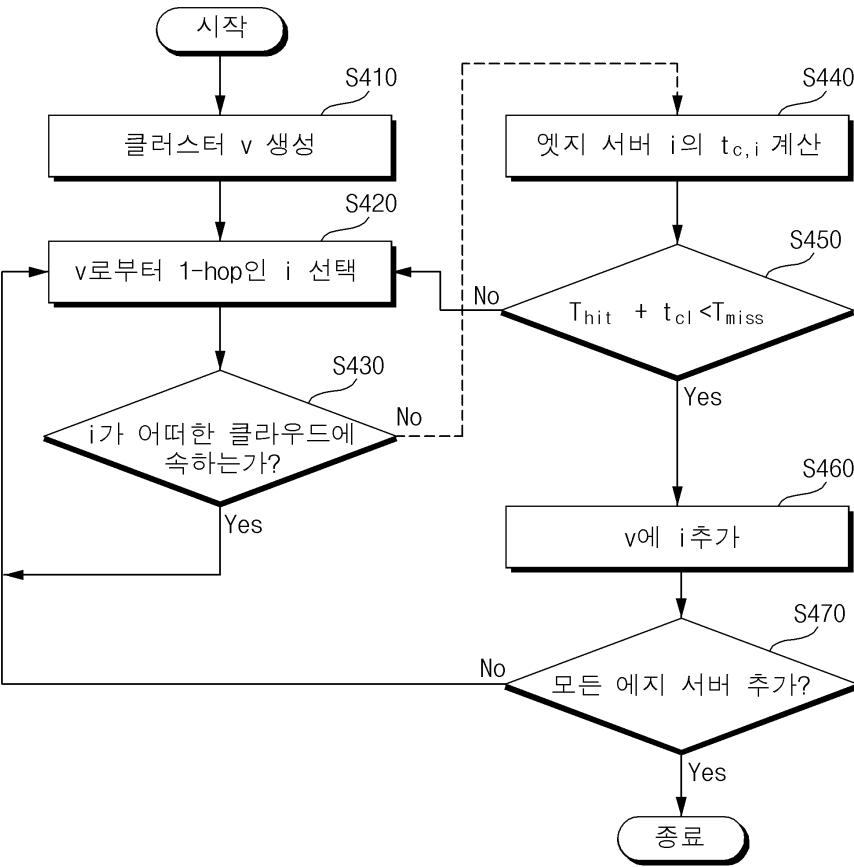 시작
S410
클러스터 v 생성
S420
v로부터 1-hop인 i 선택
S430
i가 어떠한 클라우드에
속하는가?
No
Yes
S440
엣지 서버 i의 tc,i 계산
S450
Thit + tcl<Tmiss
No
Yes
S460
v에 i추가
S470
모든 에지 서버 추가?
No
Yes
종료